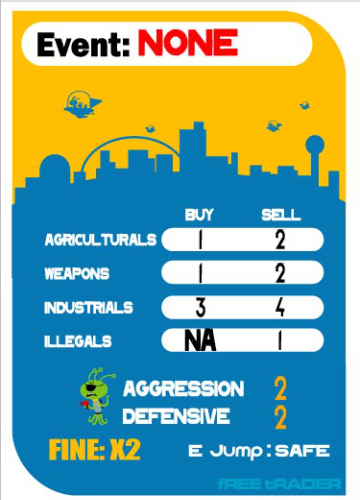 Event: NONE
BUY SELL
AGRICULTURALS 1 2
WEAPONS 1 2
INDUSTRIALS 3 4
ILLEGALS NA 1
AGGRESSION 2
DEFENSIVE 2
FINE: X2 E Jump: SAFE
fREE tRADER